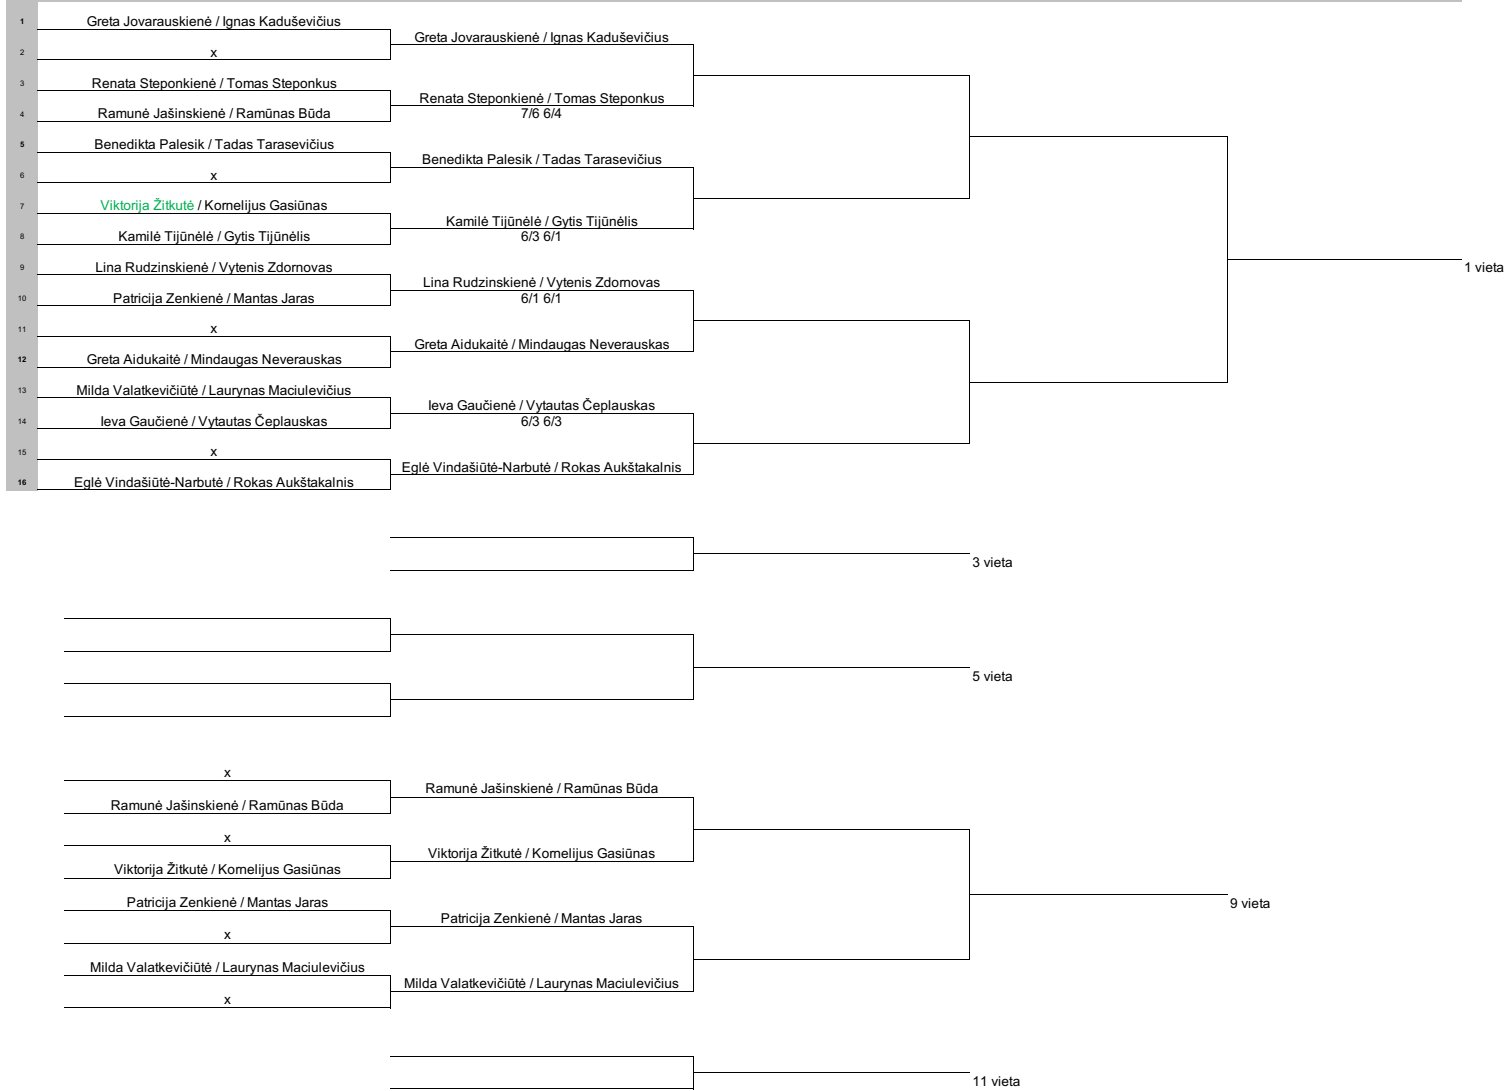 1 Greta Jovarauskienė / Ignas Kaduševičius
Greta Jovarauskienė / Ignas Kaduševičius
2 x
3 Renata Steponkienė / Tomas Steponkus
Renata Steponkienė / Tomas Steponkus
4 Ramunė Jašinskienė / Ramūnas Būda
7/6 6/4
5 Benedikta Palesik / Tadas Tarasevičius
Benedikta Palesik / Tadas Tarasevičius
6 x
7 Viktorija Žitkutė / Kornelijus Gasiūnas
Kamilė Tijūnėlė / Gytis Tijūnėlis
8 Kamilė Tijūnėlė / Gytis Tijūnėlis
6/3 6/1
9 Lina Rudzinskienė / Vytenis Zdornovas
1 vieta
Lina Rudzinskienė / Vytenis Zdornovas
10 Patricija Zenkienė / Mantas Jaras
6/1 6/1
11 x
Greta Aidukaitė / Mindaugas Neverauskas
12 Greta Aidukaitė / Mindaugas Neverauskas
13 Milda Valatkevičiūtė / Laurynas Maciulevičius
Ieva Gaučienė / Vytautas Čeplauskas
14 Ieva Gaučienė / Vytautas Čeplauskas
6/3 6/3
15 x
Eglė Vindašiūtė-Narbutė / Rokas Aukštakalnis
16 Eglė Vindašiūtė-Narbutė / Rokas Aukštakalnis
3 vieta
5 vieta
x
Ramunė Jašinskienė / Ramūnas Būda
Ramunė Jašinskienė / Ramūnas Būda
x
Viktorija Žitkutė / Kornelijus Gasiūnas
Viktorija Žitkutė / Kornelijus Gasiūnas
Patricija Zenkienė / Mantas Jaras
9 vieta
Patricija Zenkienė / Mantas Jaras
x
Milda Valatkevičiūtė / Laurynas Maciulevičius
Milda Valatkevičiūtė / Laurynas Maciulevičius
x
11 vieta